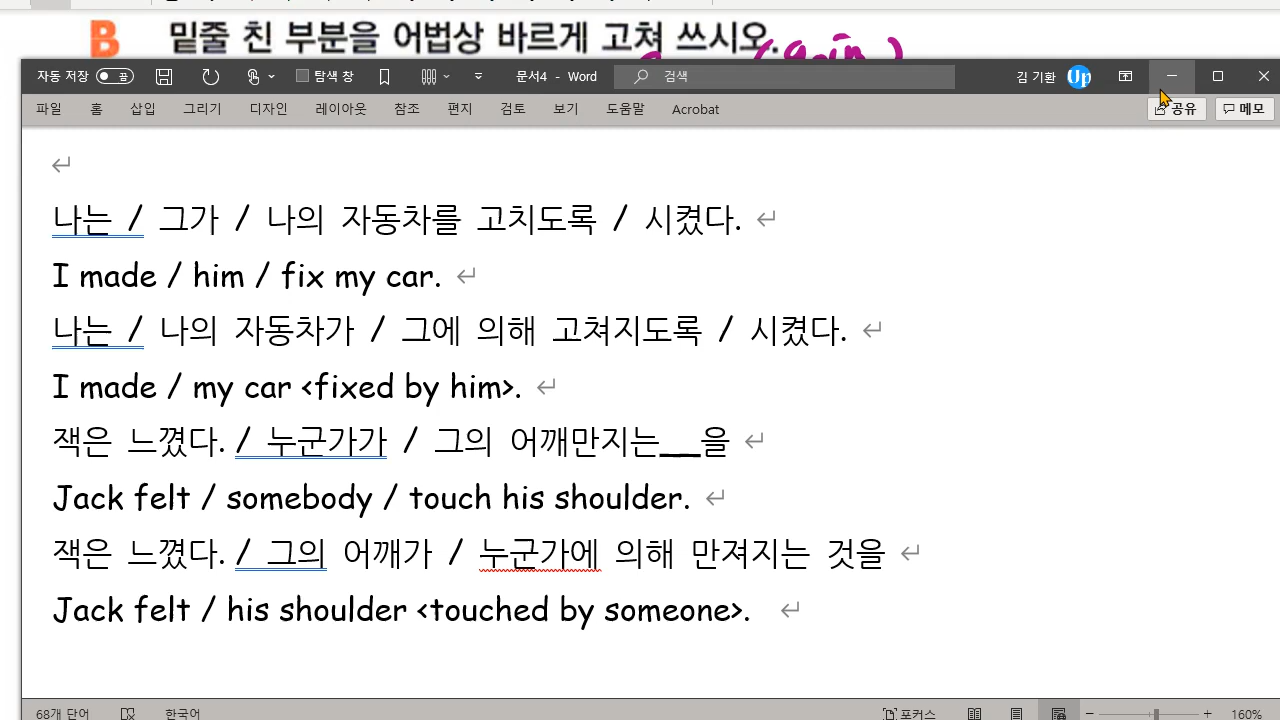 B 밑줄 친 부분을 어법상 바르게 고쳐 쓰시오.
자동 저장 끔 탐색 창 문서4 - Word 검색 김 기환
파일 홈 삽입 그리기 디자인 레이아웃 참조 편지 검토 보기 도움말 Acrobat 공유 메모
나는 / 그가 / 나의 자동차를 고치도록 / 시켰다.
I made / him / fix my car.
나는 / 나의 자동차가 / 그에 의해 고쳐지도록 / 시켰다.
I made / my car <fixed by him>.
잭은 느꼈다. / 누군가가 / 그의 어깨만지는__을
Jack felt / somebody / touch his shoulder.
잭은 느꼈다. / 그의 어깨가 / 누군가에 의해 만져지는 것을
Jack felt / his shoulder <touched by someone>.
68개 단어 한국어 포커스 160%